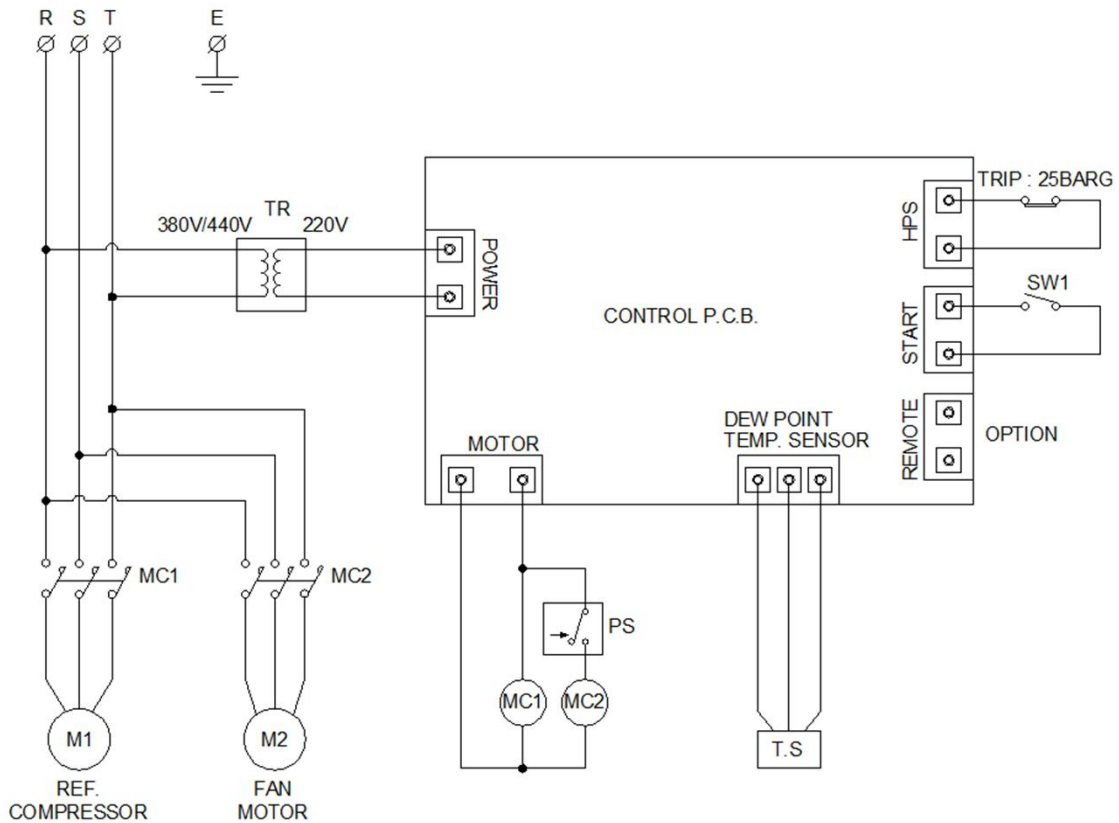 R S T E
TRIP : 25BARG
HPS
380V/440V TR 220V
POWER
SW1
START
CONTROL P.C.B.
REMOTE
OPTION
MOTOR
DEW POINT
TEMP. SENSOR
MC1
MC2
PS
MC1
MC2
M1
M2
T.S
REF.
COMPRESSOR
FAN
MOTOR